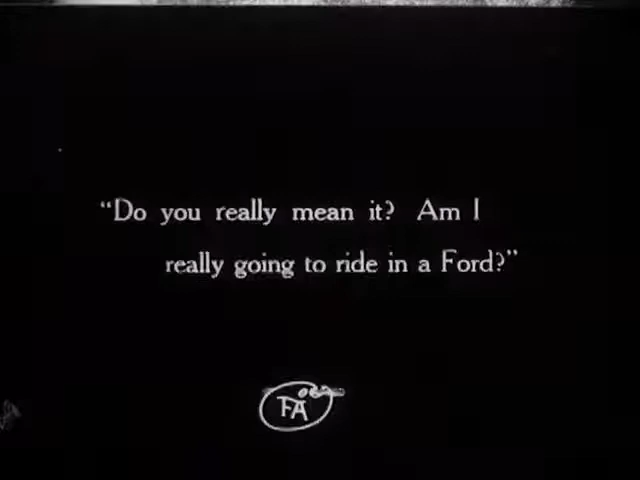 “Do you really mean it? Am I
really going to ride in a Ford?”
FA